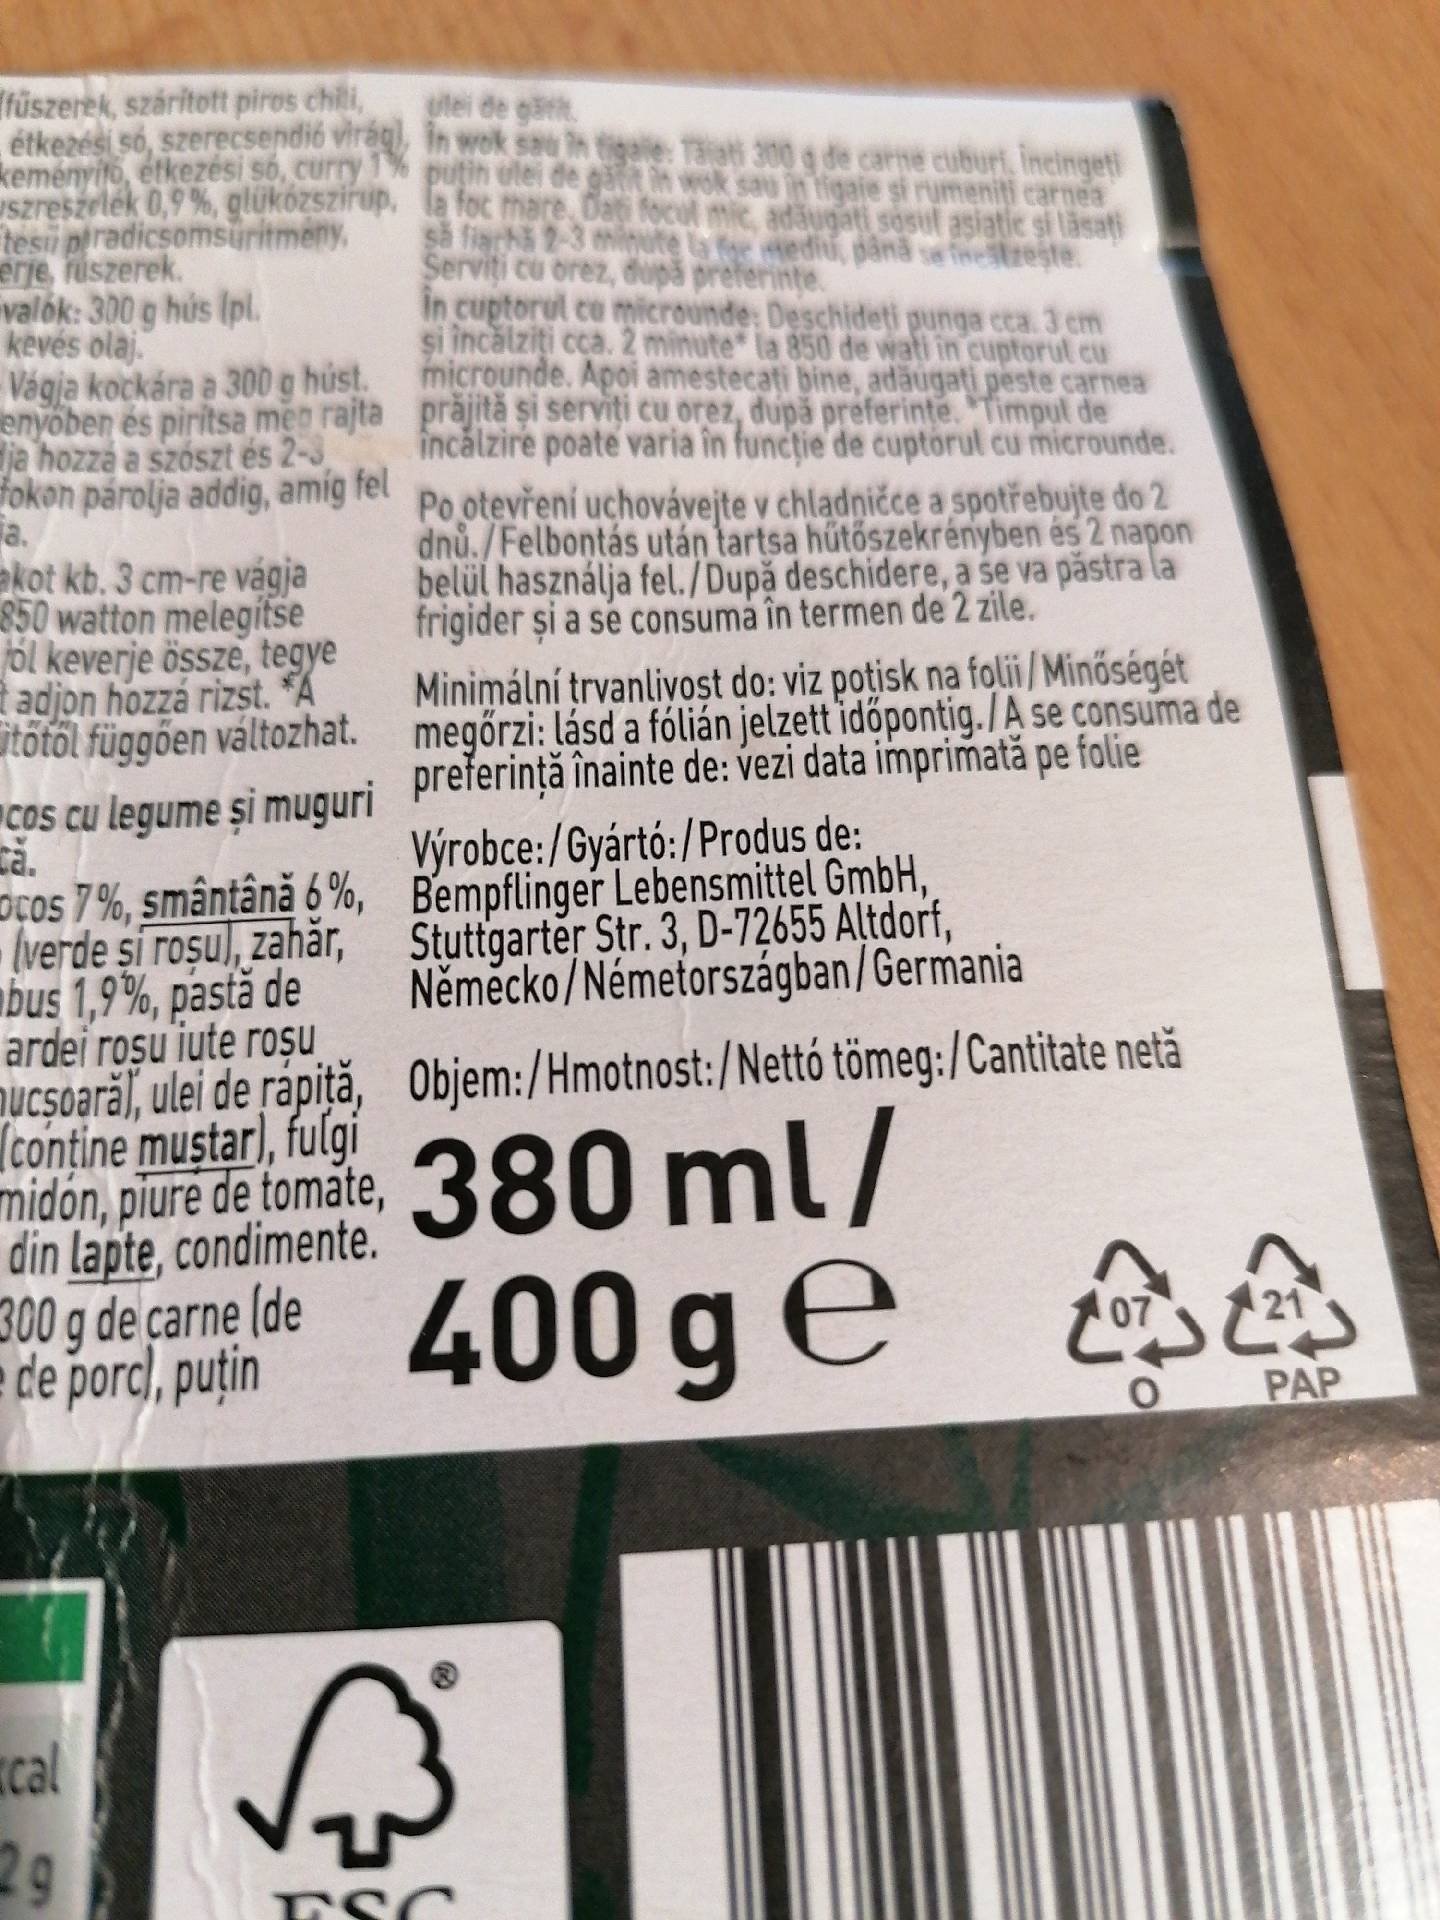 (fűszerek, szárított piros chili,
étkezési só, szerecsendió virág),
keményítő, étkezési só, curry 1 %
0,9 %, glükózszirup,
erje, fűszerek.
valók: 300 g hús (pl.
kevés olaj.
Vágja kockára a 300 g húst.
enyőben és pirítsa meg rajta
ja hozzá a szószt és 2-3
fokon párolja addig, amíg fel
a.
akot kb. 3 cm-re vágja
850 watton melegítse
jól keverje össze, tegye
t adjon hozzá rizst. *A
ütőtől függően változhat.
ocos cu legume și muguri
că.
ocos 7 %, smântână 6 %,
(verde și roșu), zahăr,
bus 1,9 %, pastă de
ardei roșu iute roșu
nucșoară), ulei de rapiță,
(conține muștar), fulgi
midon, piure de tomate,
din lapte, condimente.
300 g de carne (de
e de porc), puțin
ulei de gătit.
În wok sau în tigaie: Tăiați 300 g de carne cuburi. Încingeți
puțin ulei de gătit în wok sau în tigaie și rumeniți carnea
la foc mare. Dați focul mic, adăugați sosul asiatic și lăsați
să fiarbă 2-3 minute la foc mediu, până se încălzește.
Serviți cu orez, după preferințe.
În cuptorul cu microunde: Deschideți punga cca. 3 cm
și încălziți cca. 2 minute* la 850 de wați în cuptorul cu
microunde. Apoi amestecați bine, adăugați peste carnea
prăjită și serviți cu orez, după preferințe. *Timpul de
încălzire poate varia în funcție de cuptorul cu microunde.
Po otevření uchovávejte v chladničce a spotřebujte do 2
dnů. / Felbontás után tartsa hűtőszekrényben és 2 napon
belül használja fel. / După deschidere, a se va păstra la
frigider și a se consuma în termen de 2 zile.
Minimální trvanlivost do: viz potisk na folii / Minőségét
megőrzi: lásd a fólián jelzett időpontig. / A se consuma de
preferință înainte de: vezi data imprimată pe folie
Výrobce: / Gyártó: / Produs de:
Bempflinger Lebensmittel GmbH,
Stuttgarter Str. 3, D-72655 Altdorf,
Německo / Németországban / Germania
Objem: / Hmotnost: / Nettó tömeg: / Cantitate netă
380 ml /
400 g e
07
O
21
PAP
kcal
2 g
®
FSC